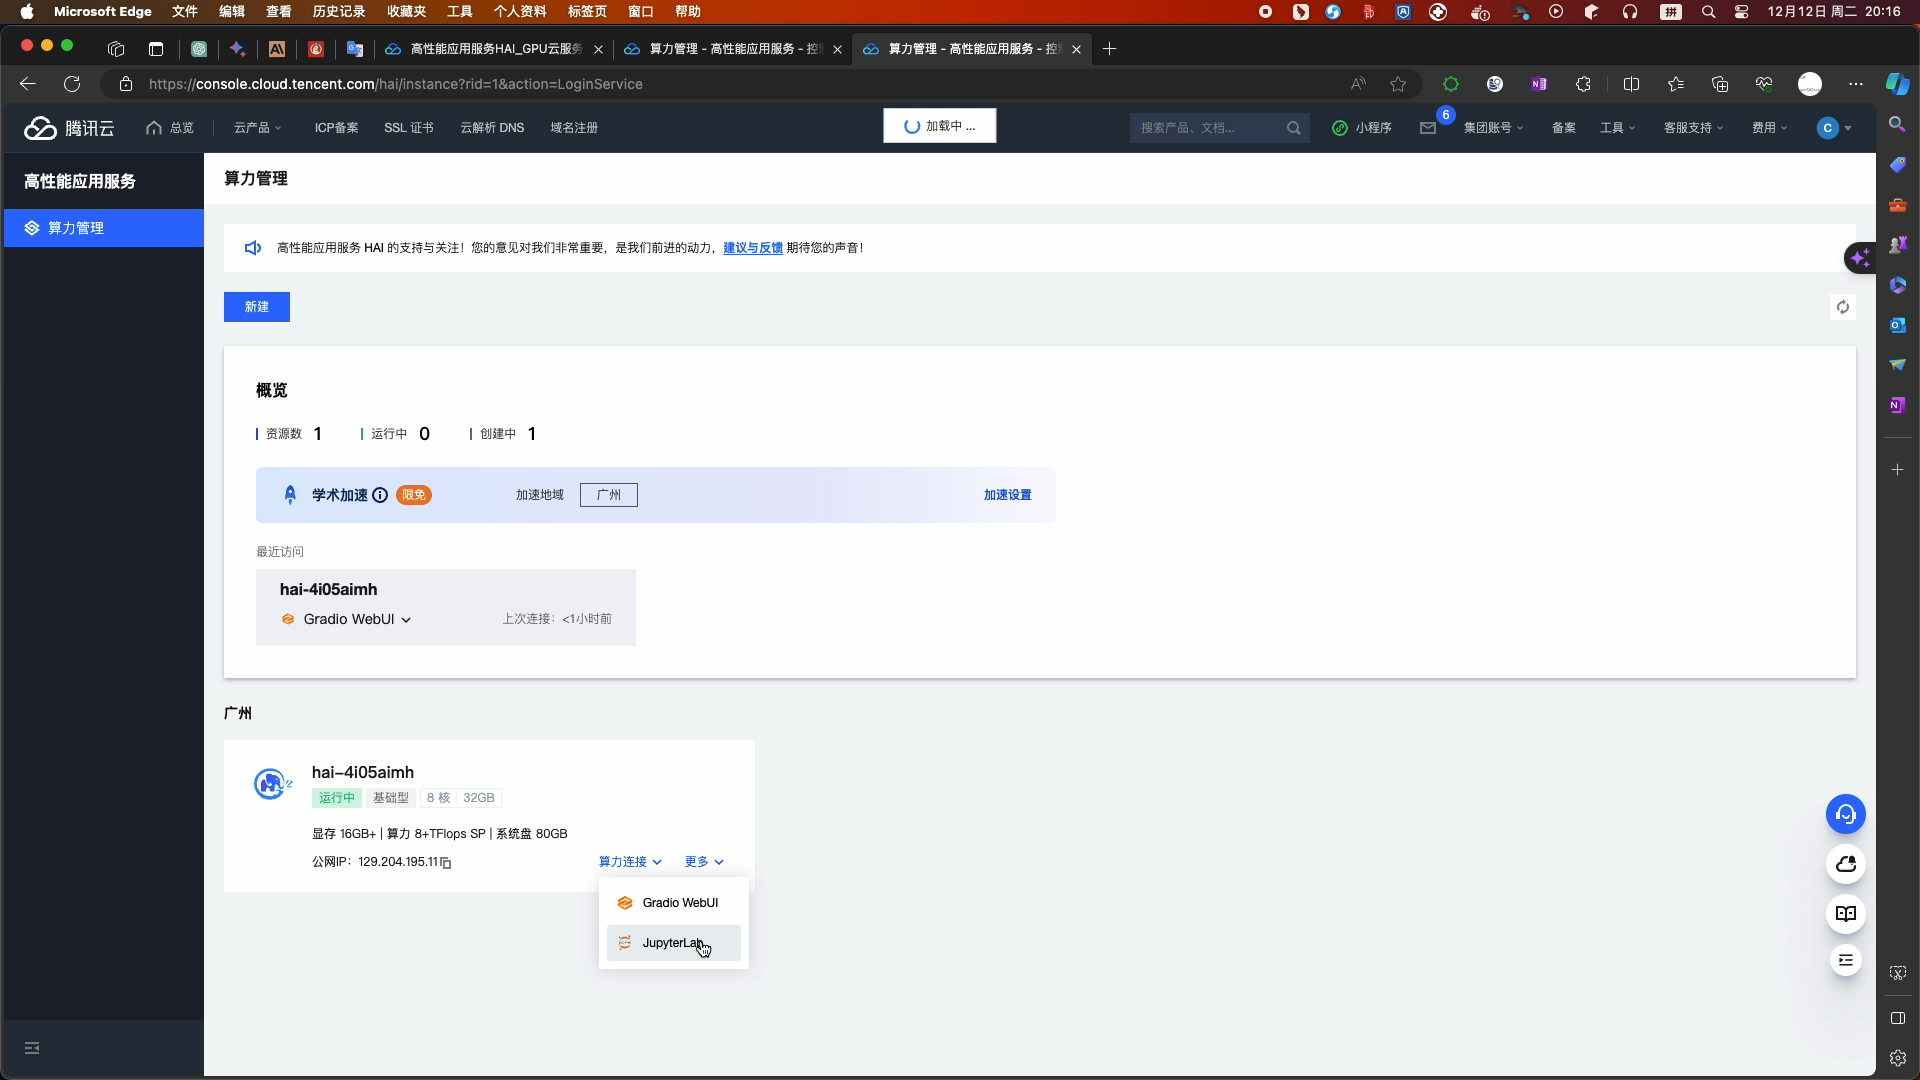 Microsoft Edge 文件 编辑 查看 历史记录 收藏夹 工具 个人资料 标签页 窗口 帮助 12月12日 周二 20:16
高性能应用服务HAI_GPU云服务 算力管理 - 高性能应用服务 - 控 算力管理 - 高性能应用服务 - 控
https://console.cloud.tencent.com/hai/instance?rid=1&action=LoginService
腾讯云 总览 云产品 ICP备案 SSL 证书 云解析 DNS 域名注册 加载中 ... 搜索产品、文档... 小程序 6 集团账号 备案 工具 客服支持 费用 C
高性能应用服务
算力管理
算力管理
高性能应用服务 HAI 的支持与关注！您的意见对我们非常重要，是我们前进的动力，建议与反馈 期待您的声音！
新建
概览
资源数 1 运行中 0 创建中 1
学术加速 限免 加速地域 广州 加速设置
最近访问
hai-4i05aimh
Gradio WebUI 上次连接：<1小时前
广州
hai-4i05aimh
运行中 基础型 8 核 32GB
显存 16GB+ | 算力 8+TFlops SP | 系统盘 80GB
公网IP：129.204.195.11 算力连接 更多
Gradio WebUI
JupyterLab